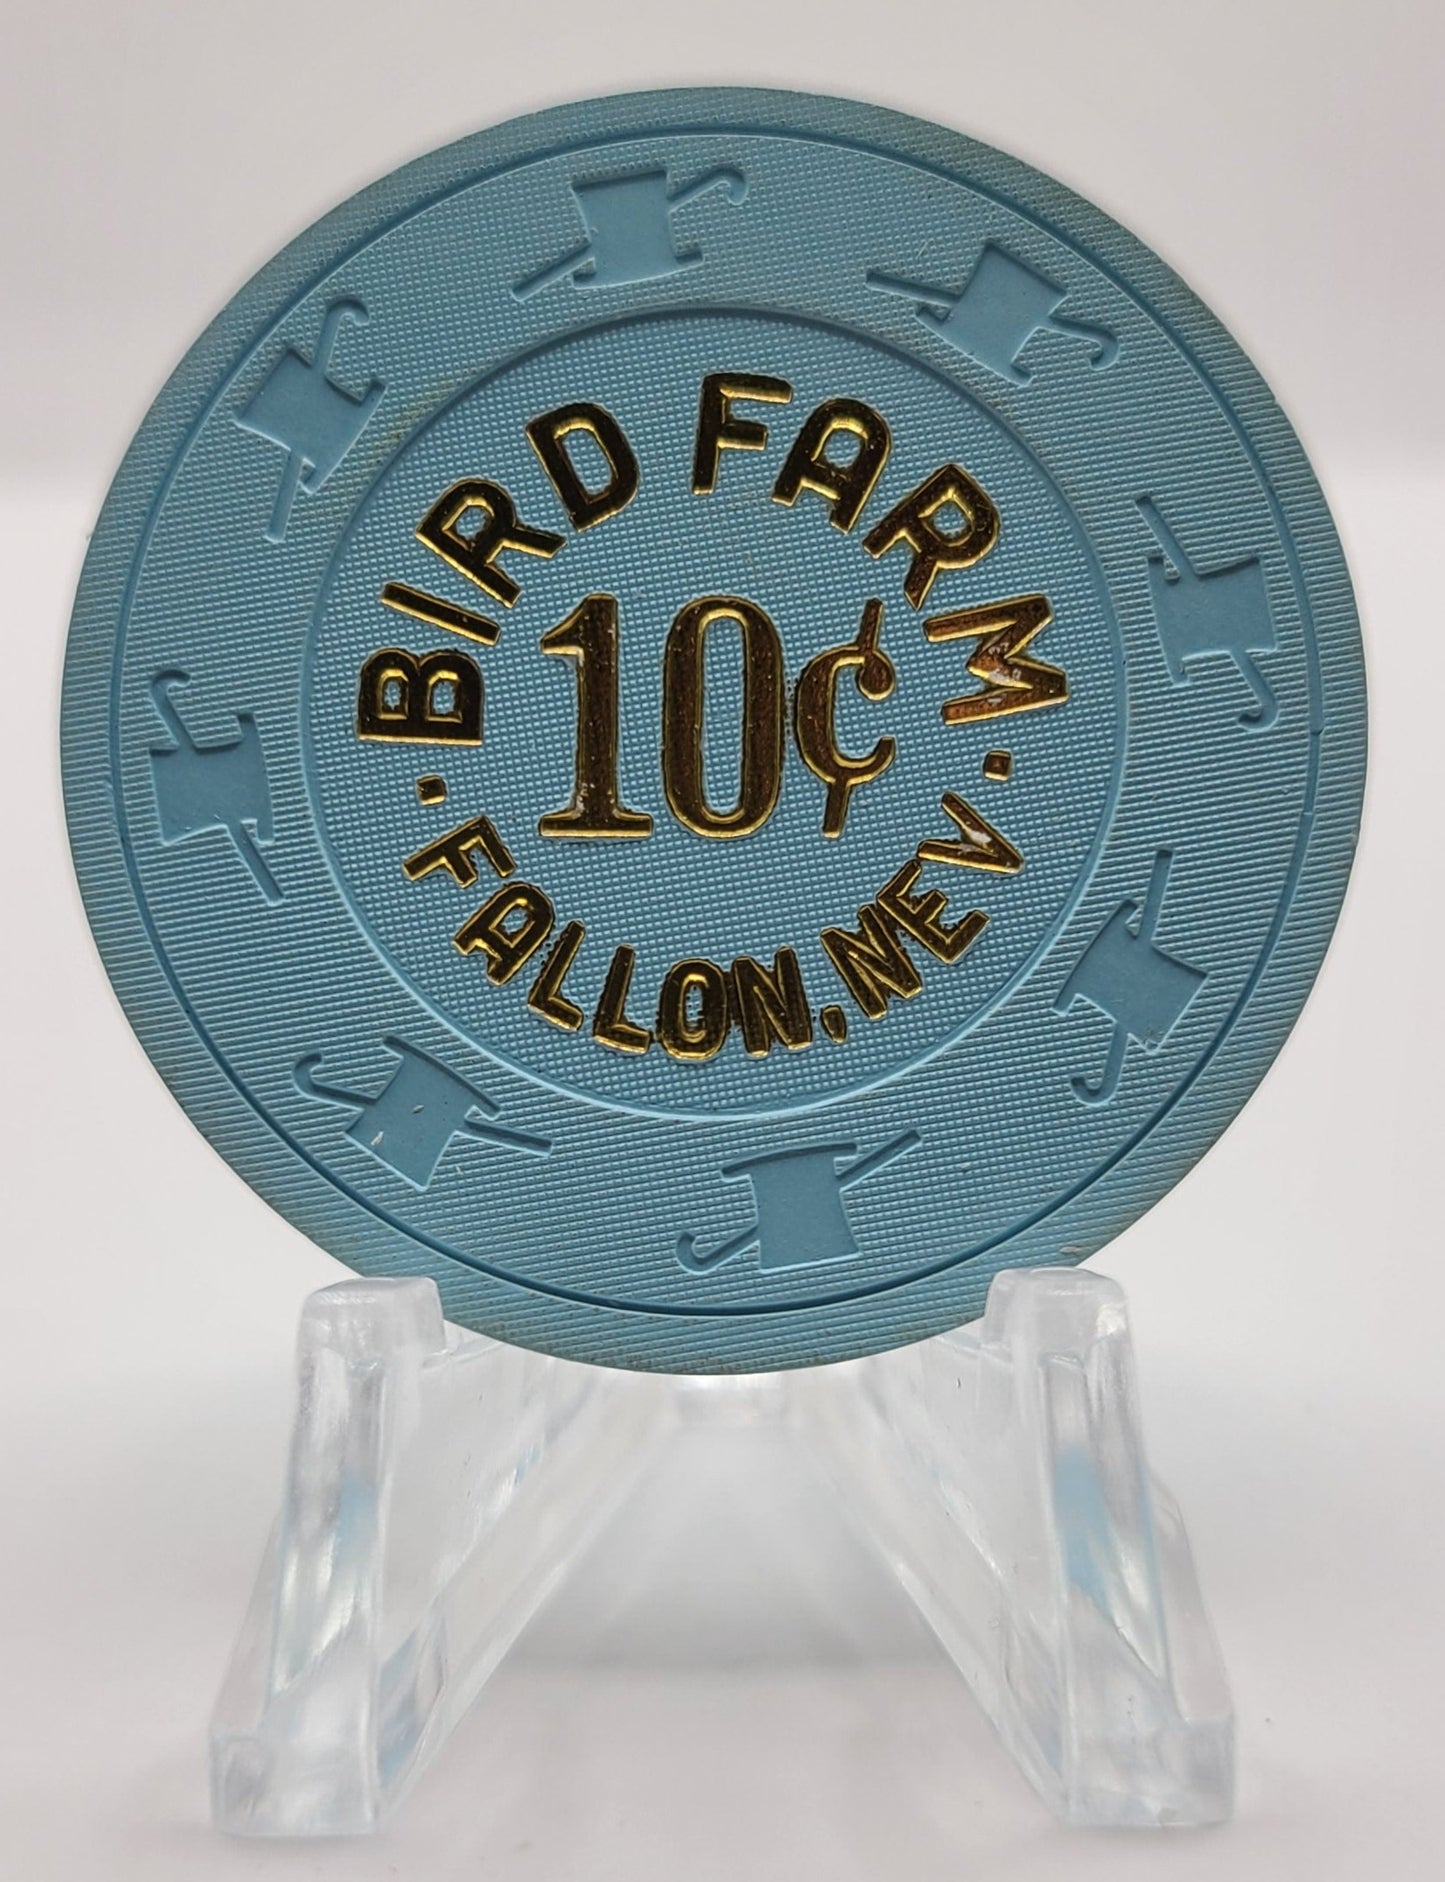 BIRD FARM
10¢
FALLON, NEV